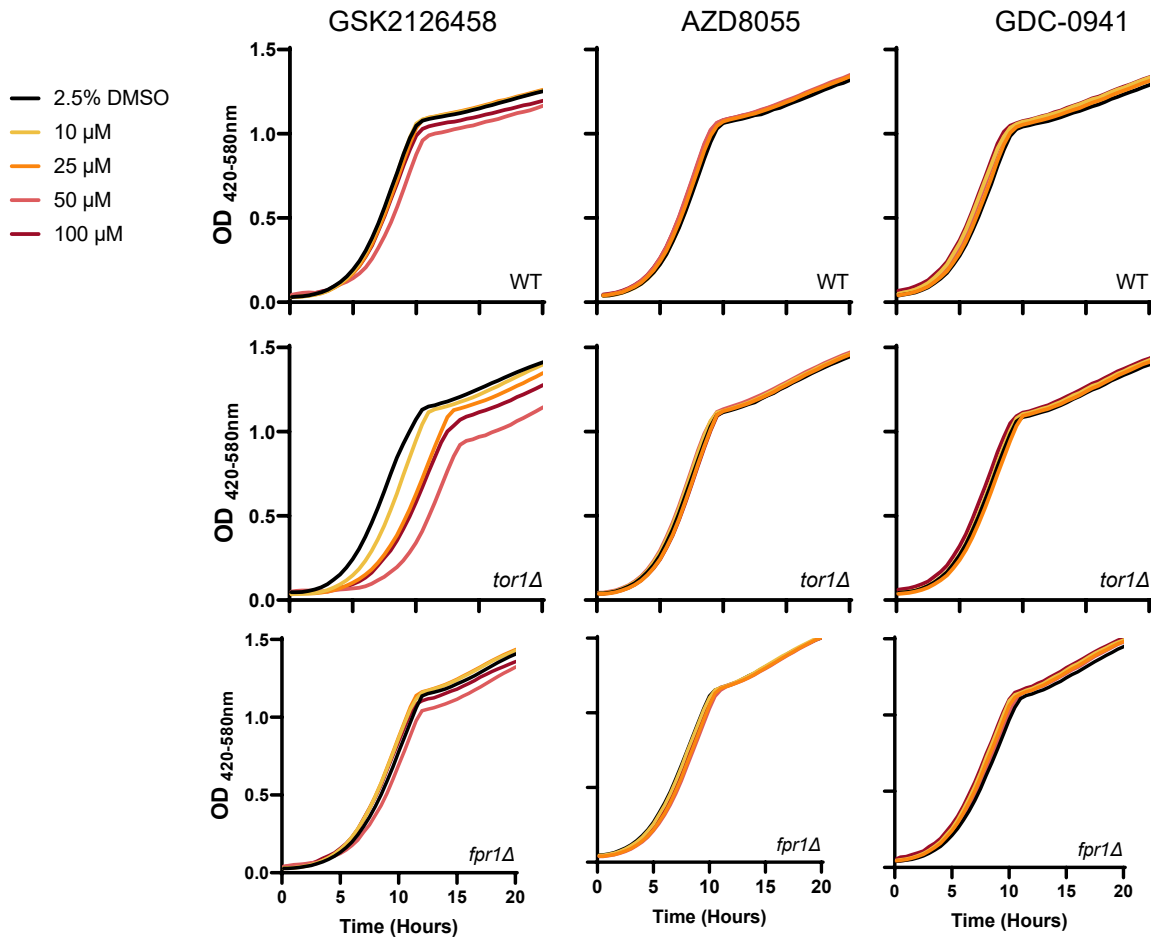 GSK2126458 AZD8055 GDC-0941
2.5% DMSO
10 µM
25 µM
50 µM
100 µM
1.5
1.0
0.5
0.0
OD 420-580nm
WT
WT
WT
1.5
1.0
0.5
0.0
OD 420-580nm
tor1Δ
tor1Δ
tor1Δ
1.5
1.0
0.5
0.0
OD 420-580nm
fpr1Δ
fpr1Δ
fpr1Δ
0 5 10 15 20
Time (Hours)
0 5 10 15 20
Time (Hours)
0 5 10 15 20
Time (Hours)